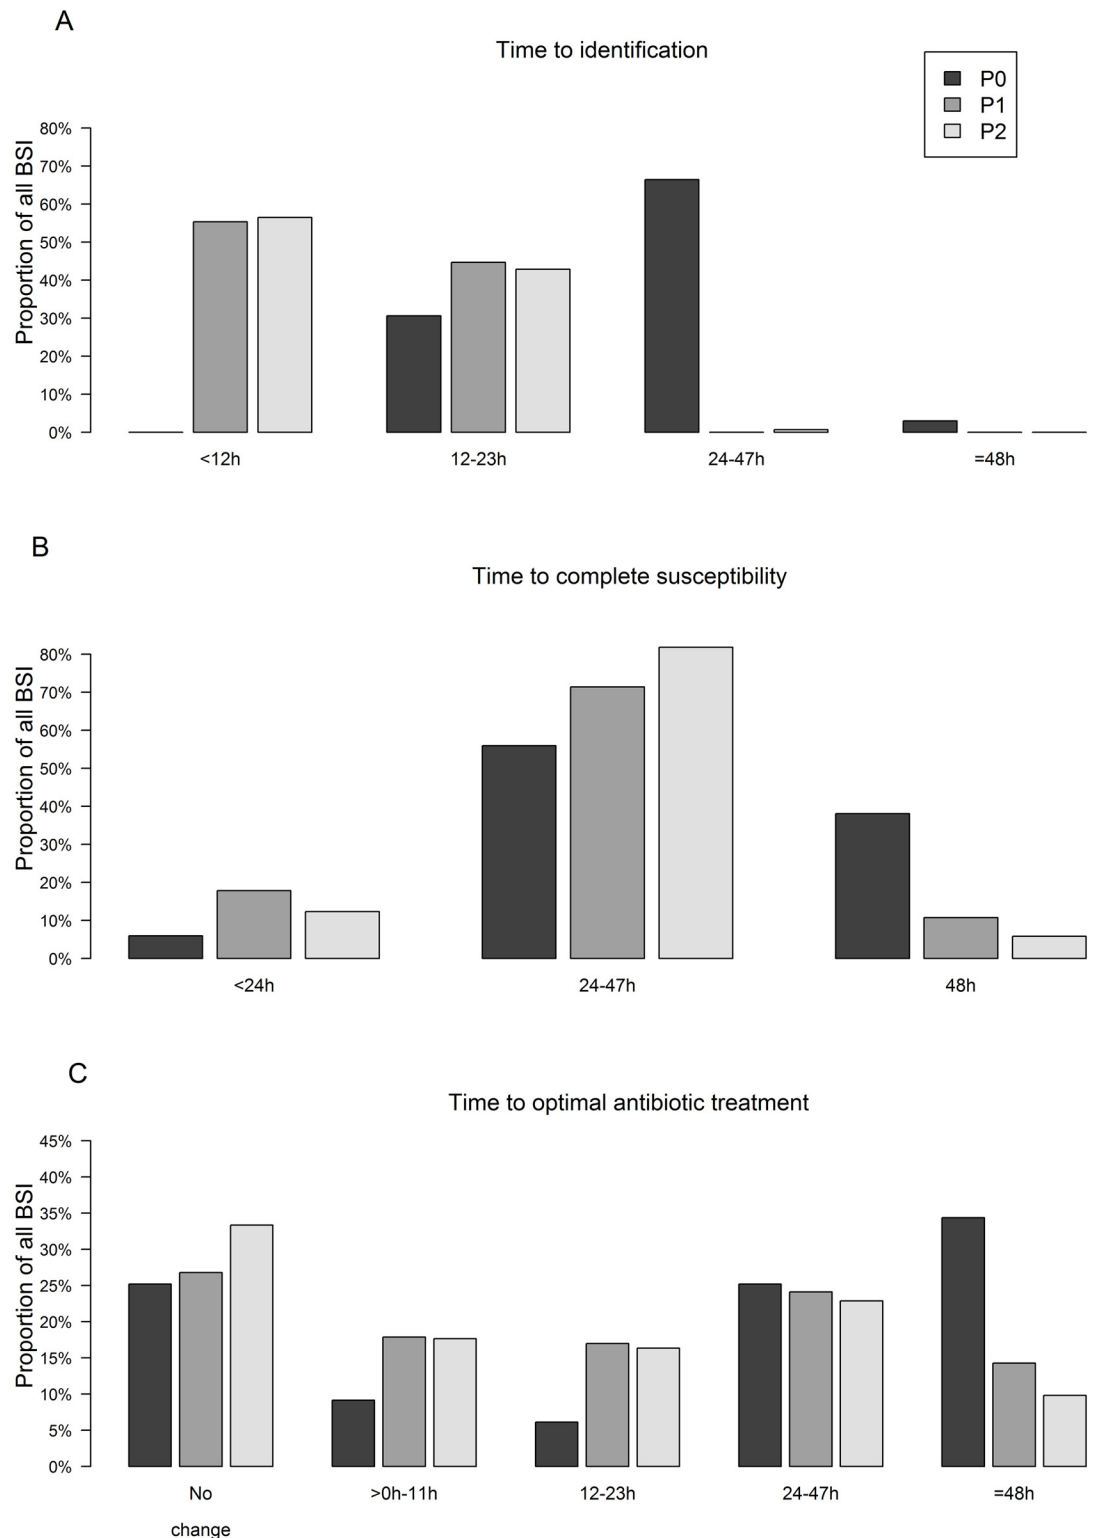 A
Time to identification
P0
P1
P2
Proportion of all BSI
80%
70%
60%
50%
40%
30%
20%
10%
0%
<12h
12-23h
24-47h
=48h
B
Time to complete susceptibility
Proportion of all BSI
80%
70%
60%
50%
40%
30%
20%
10%
0%
<24h
24-47h
48h
C
Time to optimal antibiotic treatment
Proportion of all BSI
45%
40%
35%
30%
25%
20%
15%
10%
5%
0%
No
change
>0h-11h
12-23h
24-47h
=48h